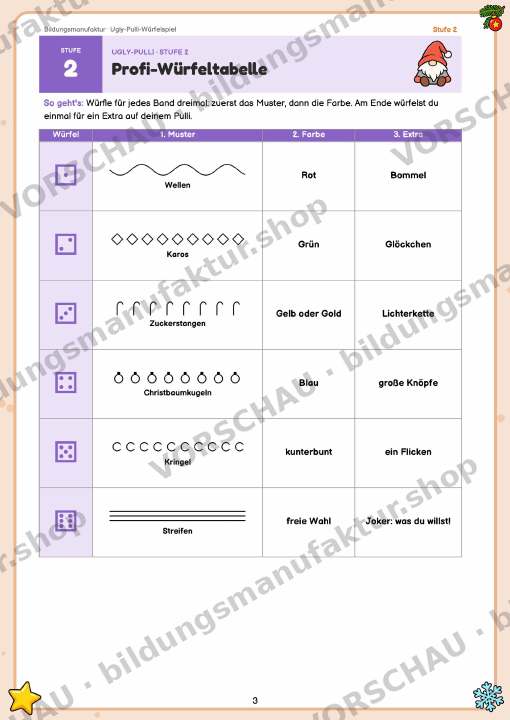 Bildungsmanufaktur · Ugly-Pulli-Würfelspiel
Stufe 2
STUFE
2
UGLY-PULLI · STUFE 2
Profi-Würfeltabelle
So geht's: Würfle für jedes Band dreimal: zuerst das Muster, dann die Farbe. Am Ende würfelst du
einmal für ein Extra auf deinem Pulli.
Würfel 1. Muster 2. Farbe 3. Extra
Wellen Rot Bommel
Karos Grün Glöckchen
Zuckerstangen Gelb oder Gold Lichterkette
Christbaumkugeln Blau große Knöpfe
Kringel kunterbunt ein Flicken
Streifen freie Wahl Joker: was du willst!
3
VORSCHAU · bildungsmanufaktur.shop